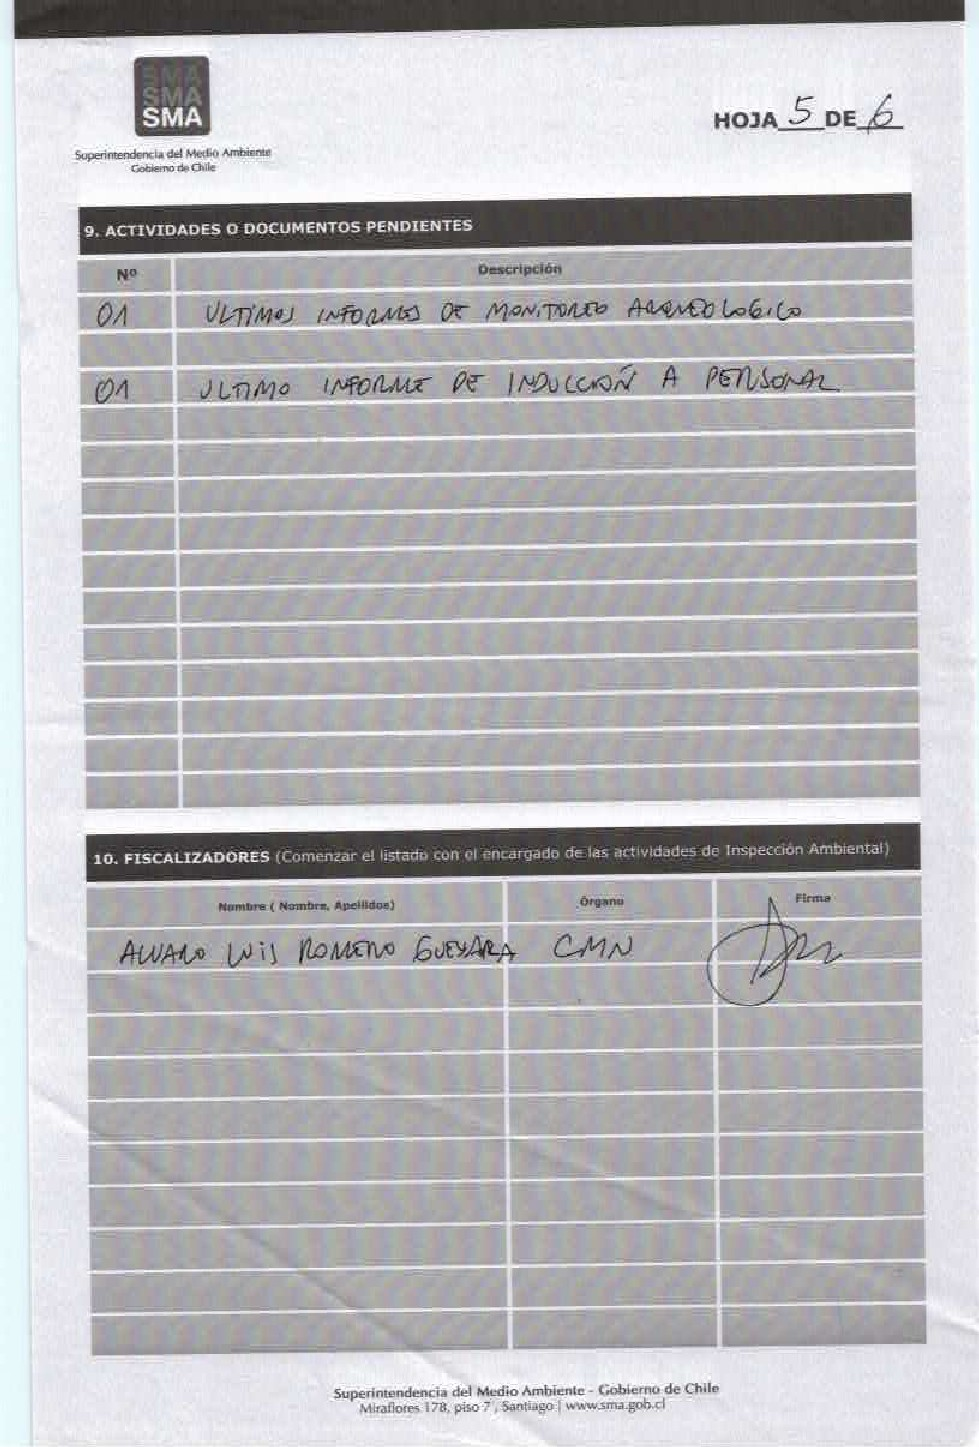 SMA
SMA
SMA
Superintendencia del Medio Ambiente
Gobierno de Chile
HOJA 5 DE 6
9. ACTIVIDADES O DOCUMENTOS PENDIENTES
Nº Descripción
01 ULTIMOS INFORMES DE MONITOREO ARQUEOLOGICO
01 ULTIMO INFORME DE INDUCCIÓN A PERSONAL
10. FISCALIZADORES (Comenzar el listado con el encargado de las actividades de Inspección Ambiental)
Nombre ( Nombre, Apellidos) Órgano Firma
ALVARO LUIS ROMERO GUEVARA CMN
Superintendencia del Medio Ambiente - Gobierno de Chile
Miraflores 178, piso 7, Santiago | www.sma.gob.cl